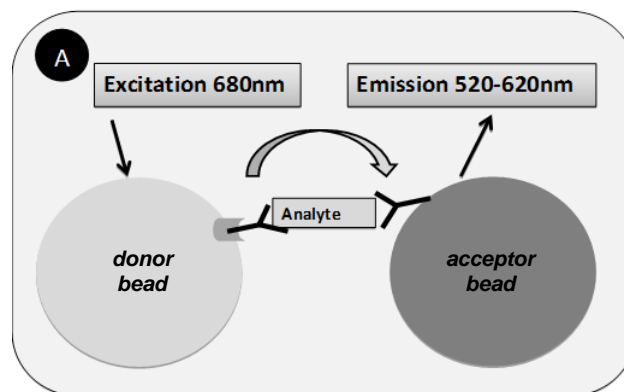 A
Excitation 680nm
Emission 520-620nm
Analyte
donor
bead
acceptor
bead